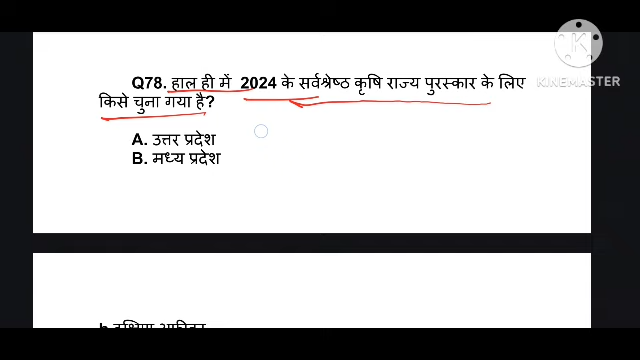 Q78. हाल ही में 2024 के सर्वश्रेष्ठ कृषि राज्य पुरस्कार के लिए
किसे चुना गया है?
A. उत्तर प्रदेश
B. मध्य प्रदेश
KINEMASTER